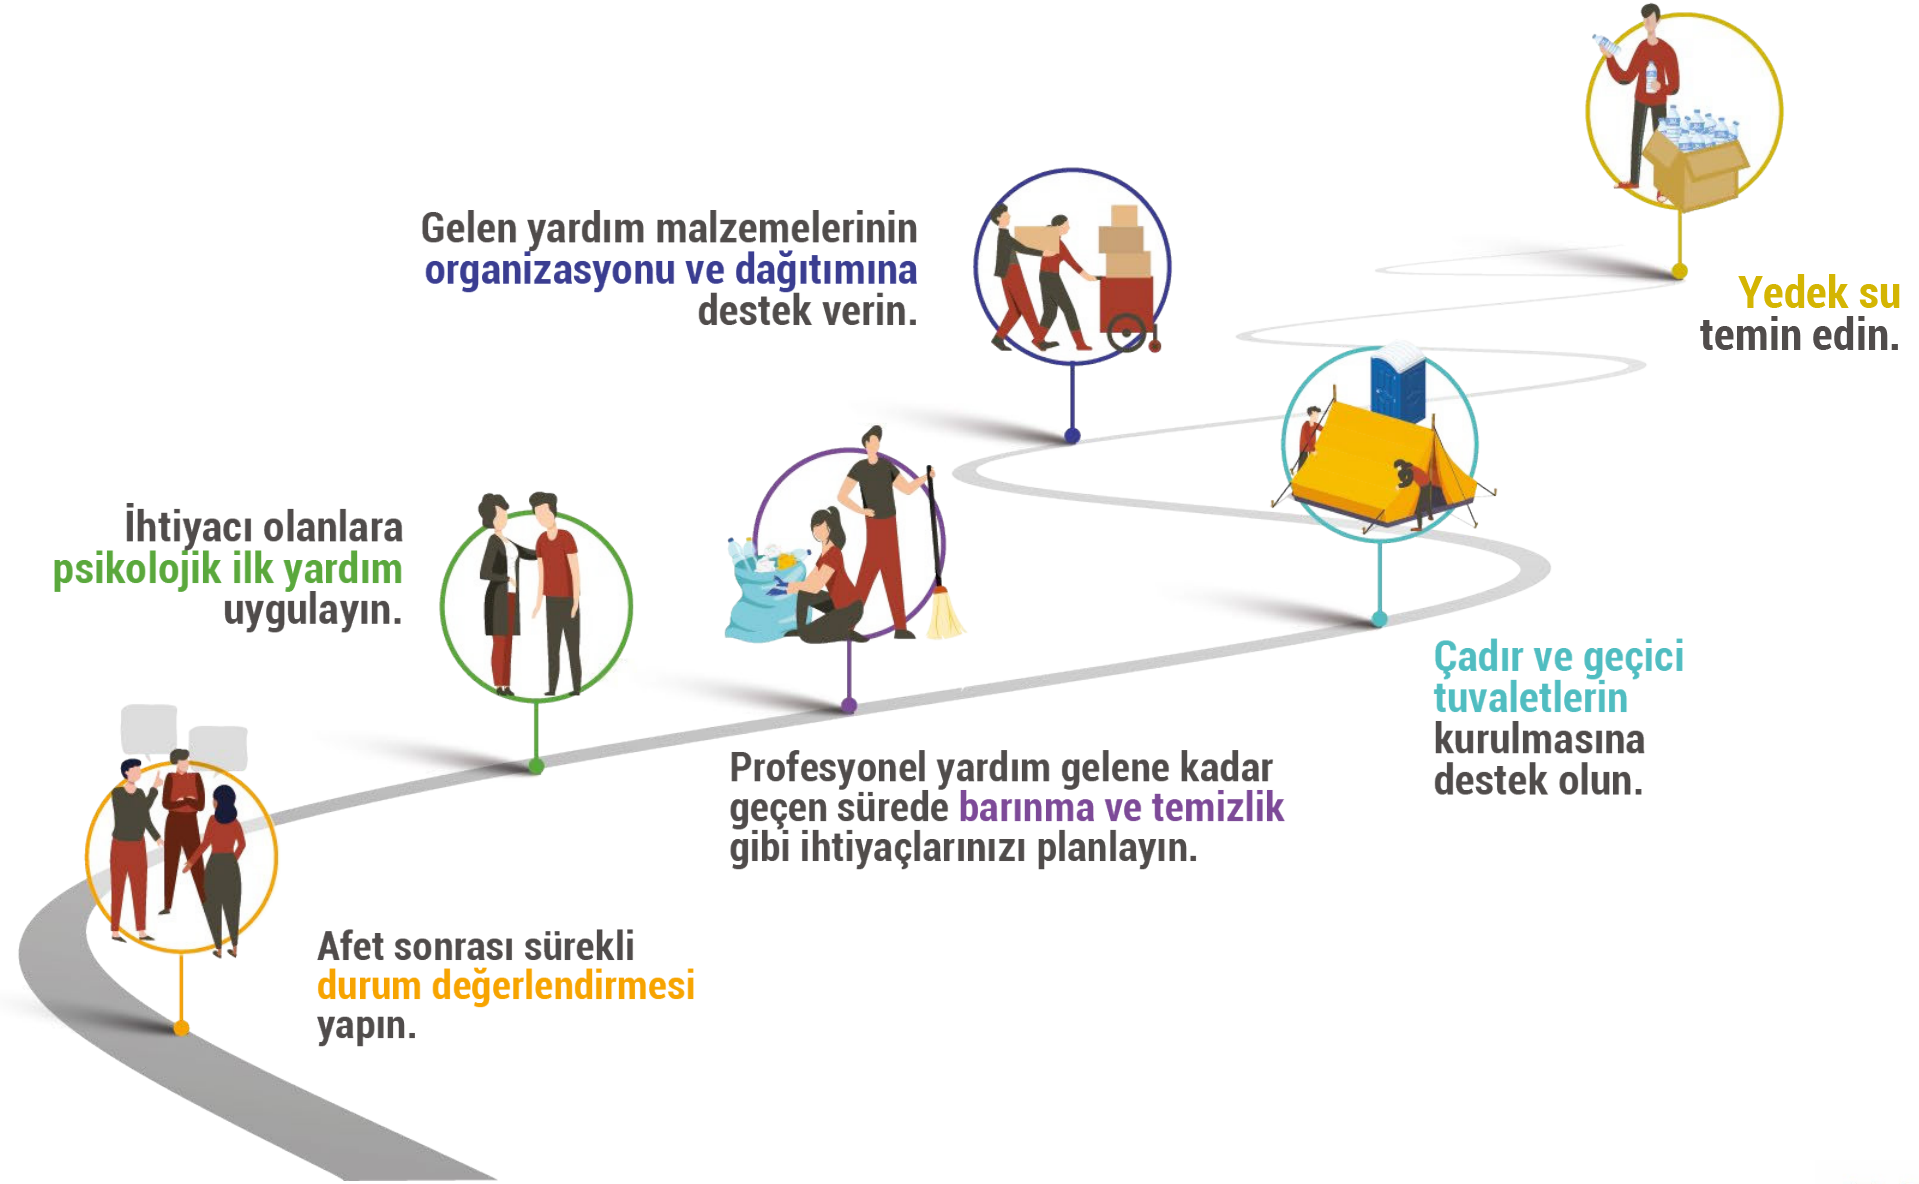 Gelen yardım malzemelerinin
organizasyonu ve dağıtımına
destek verin.
Yedek su
temin edin.
İhtiyacı olanlara
psikolojik ilk yardım
uygulayın.
Çadır ve geçici
tuvaletlerin
kurulmasına
destek olun.
Profesyonel yardım gelene kadar
geçen sürede barınma ve temizlik
gibi ihtiyaçlarınızı planlayın.
Afet sonrası sürekli
durum değerlendirmesi
yapın.